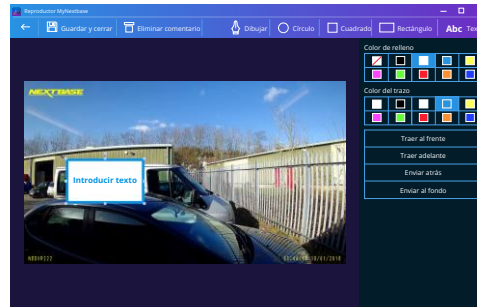 Reproductor MyNextbase
Guardar y cerrar Eliminar comentario Dibujar Círculo Cuadrado Rectángulo Abc Tex
Color de relleno
Color del trazo
Traer al frente
Traer adelante
Enviar atrás
Enviar al fondo
NEXTBASE
Introducir texto